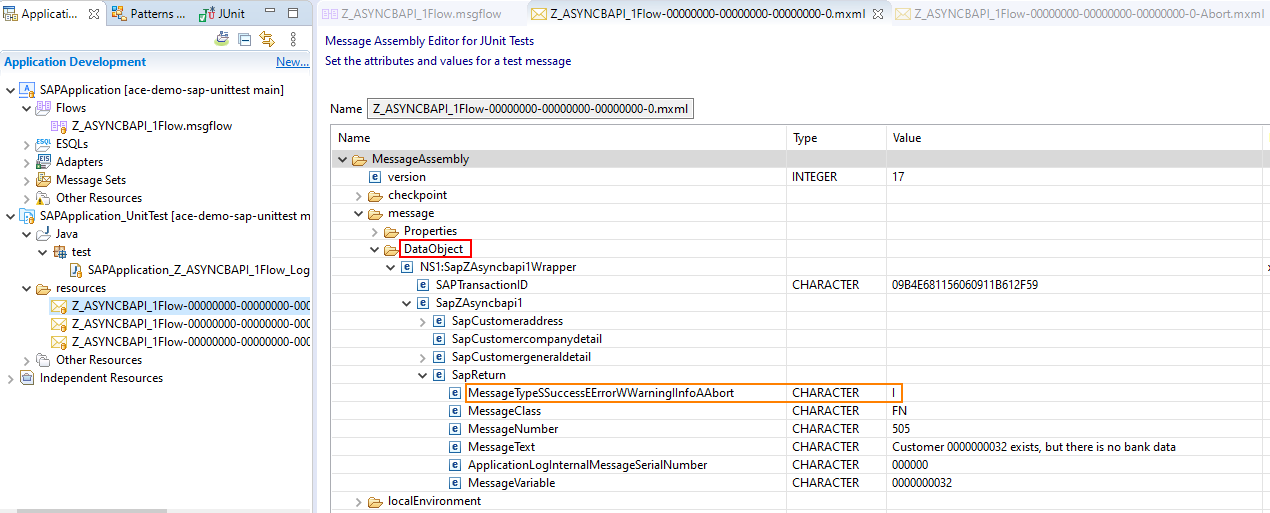 Applicati...
Patterns ...
JUnit
Application Development
New...
SAPApplication [ace-demo-sap-unittest main]
Flows
Z_ASYNCBAPI_1Flow.msgflow
ESQLs
Adapters
Message Sets
Other Resources
SAPApplication_UnitTest [ace-demo-sap-unittest m
Java
test
SAPApplication_Z_ASYNCBAPI_1Flow_Log
resources
Z_ASYNCBAPI_1Flow-00000000-00000000-000
Z_ASYNCBAPI_1Flow-00000000-00000000-000
Z_ASYNCBAPI_1Flow-00000000-00000000-000
Other Resources
Independent Resources
Z_ASYNCBAPI_1Flow.msgflow
Z_ASYNCBAPI_1Flow-00000000-00000000-00000000-0.mxml
Z_ASYNCBAPI_1Flow-00000000-00000000-00000000-0-Abort.mxml
Message Assembly Editor for JUnit Tests
Set the attributes and values for a test message
Name Z_ASYNCBAPI_1Flow-00000000-00000000-00000000-0.mxml
Name Type Value
MessageAssembly
version INTEGER 17
checkpoint
message
Properties
DataObject
NS1:SapZAsyncbapi1Wrapper
SAPTransactionID CHARACTER 09B4E681156060911B612F59
SapZAsyncbapi1
SapCustomeraddress
SapCustomercompanydetail
SapCustomergeneraldetail
SapReturn
MessageTypeSSuccessEErrorWWarningIInfoAAbort CHARACTER I
MessageClass CHARACTER FN
MessageNumber CHARACTER 505
MessageText CHARACTER Customer 0000000032 exists, but there is no bank data
ApplicationLogInternalMessageSerialNumber CHARACTER 000000
MessageVariable CHARACTER 0000000032
localEnvironment